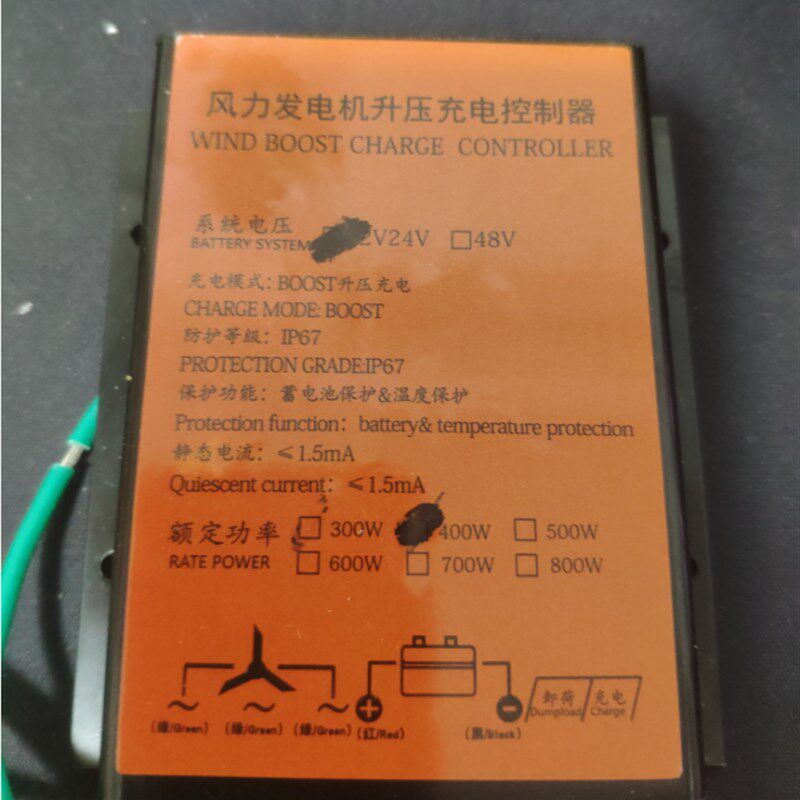 风力发电机升压充电控制器
WIND BOOST CHARGE CONTROLLER
系统电压
BATTERY SYSTEM 2V24V □48V
充电模式: BOOST升压充电
CHARGE MODE: BOOST
防护等级: IP67
PROTECTION GRADE:IP67
保护功能: 蓄电池保护&温度保护
Protection function: battery& temperature protection
静态电流: ≤1.5mA
Quiescent current: ≤1.5mA
额定功率 □300W 400W □500W
RATE POWER □600W □700W □800W
卸荷 充电
Dumpload Charge
(绿/Green) (绿/Green) (绿/Green) (红/Red) (黑/Black)